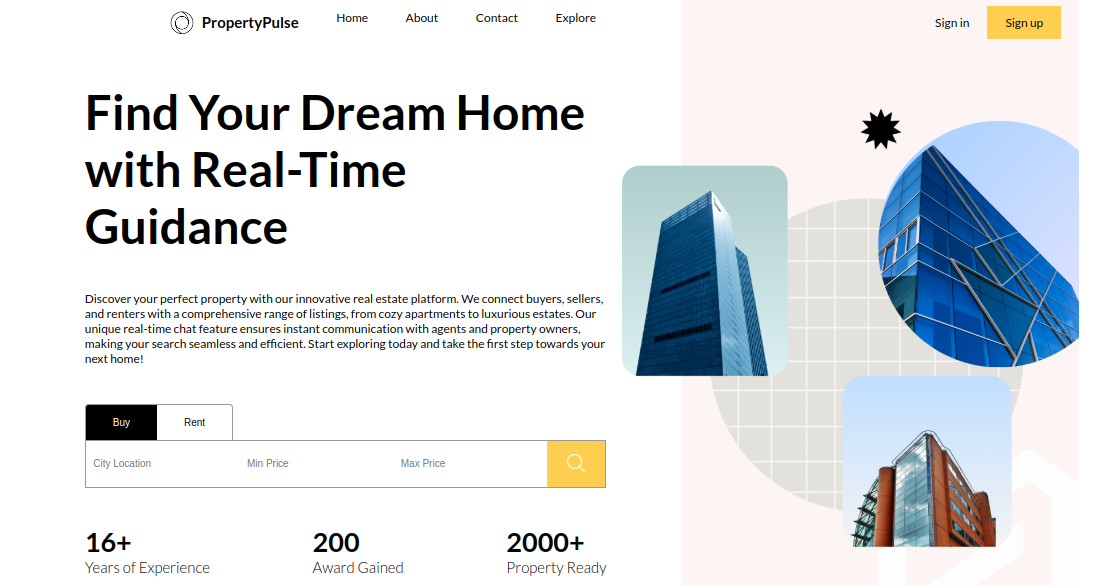 PropertyPulse Home About Contact Explore Sign in Sign up
Find Your Dream Home
with Real-Time
Guidance
Discover your perfect property with our innovative real estate platform. We connect buyers, sellers,
and renters with a comprehensive range of listings, from cozy apartments to luxurious estates. Our
unique real-time chat feature ensures instant communication with agents and property owners,
making your search seamless and efficient. Start exploring today and take the first step towards your
next home!
Buy Rent
City Location Min Price Max Price
16+ 200 2000+
Years of Experience Award Gained Property Ready